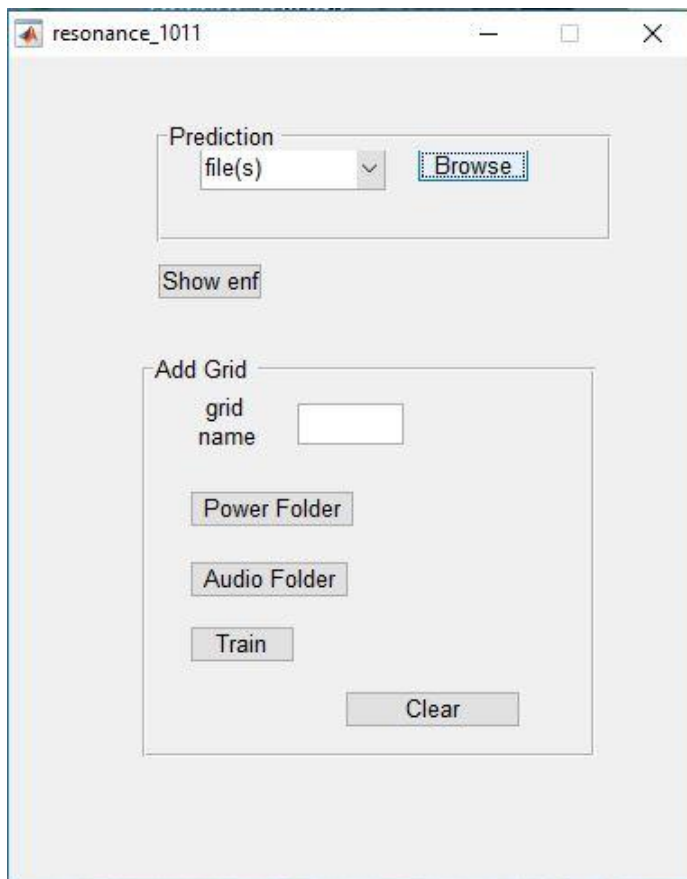 resonance_1011
Prediction
file(s)
Browse
Show enf
Add Grid
grid
name
Power Folder
Audio Folder
Train
Clear